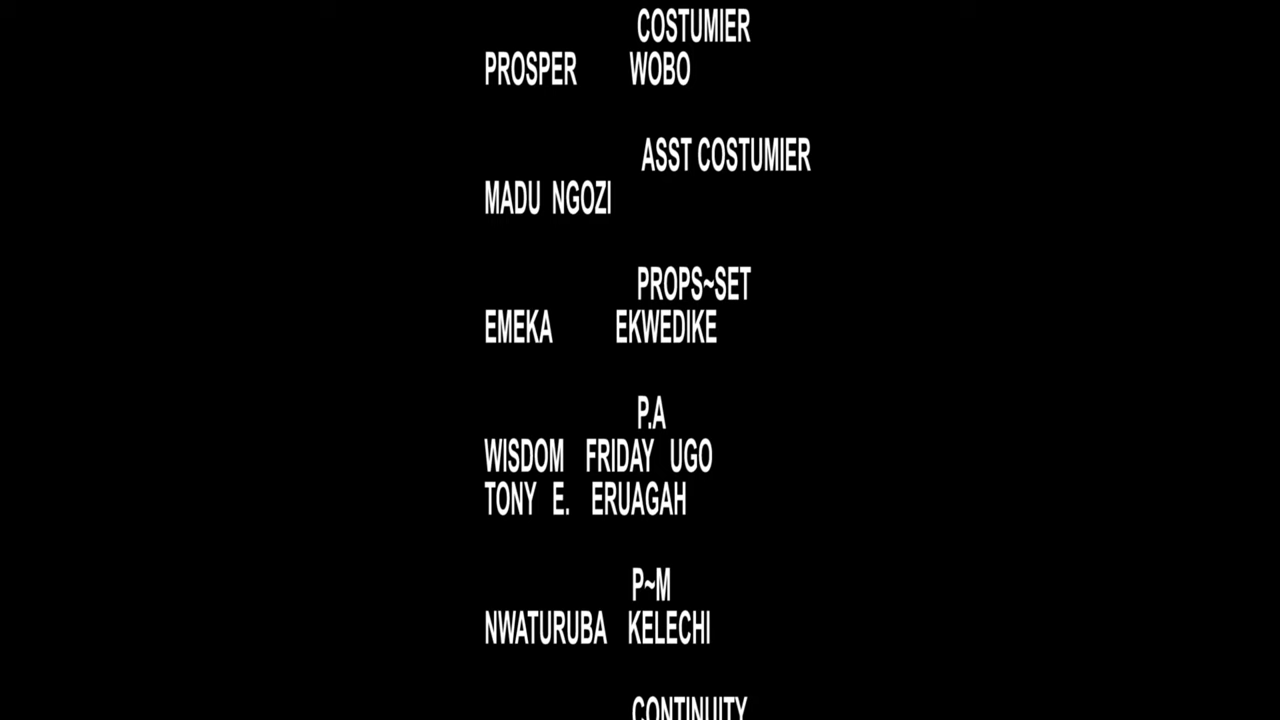 COSTUMIER
PROSPER WOBO
ASST COSTUMIER
MADU NGOZI
PROPS~SET
EMEKA EKWEDIKE
P.A
WISDOM FRIDAY UGO
TONY E. ERUAGAH
P~M
NWATURUBA KELECHI
CONTINUITY